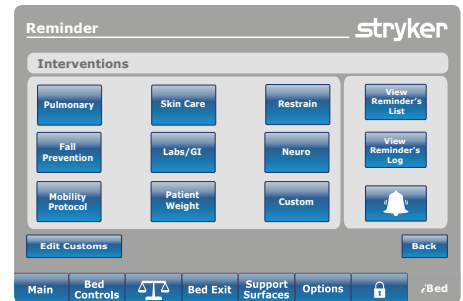 Reminder
stryker
Interventions
Pulmonary
Skin Care
Restrain
View
Reminder's
List
Fall
Prevention
Labs/GI
Neuro
View
Reminder's
Log
Mobility
Protocol
Patient
Weight
Custom
Edit Customs
Back
Main
Bed
Controls
Bed Exit
Support
Surfaces
Options
iBed